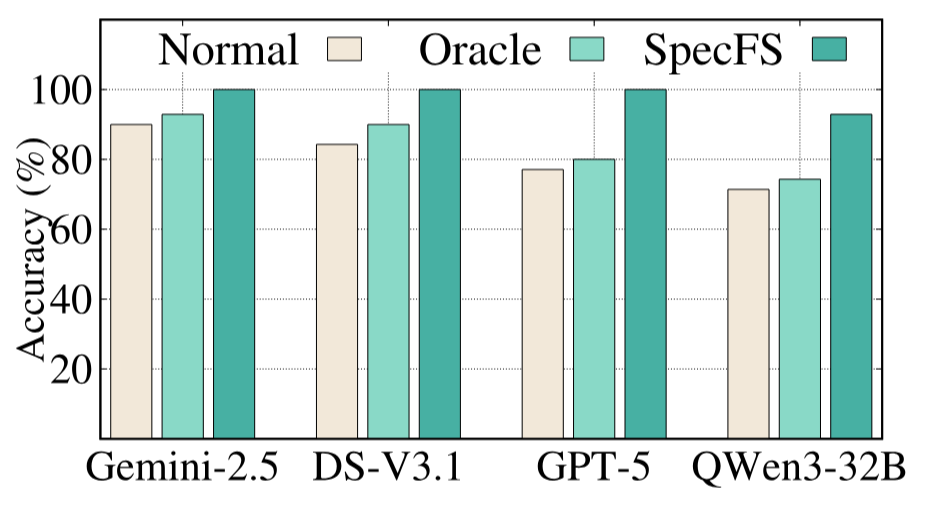 Normal Oracle SpecFS
Accuracy (%)
100
80
60
40
20
Gemini-2.5 DS-V3.1 GPT-5 QWen3-32B